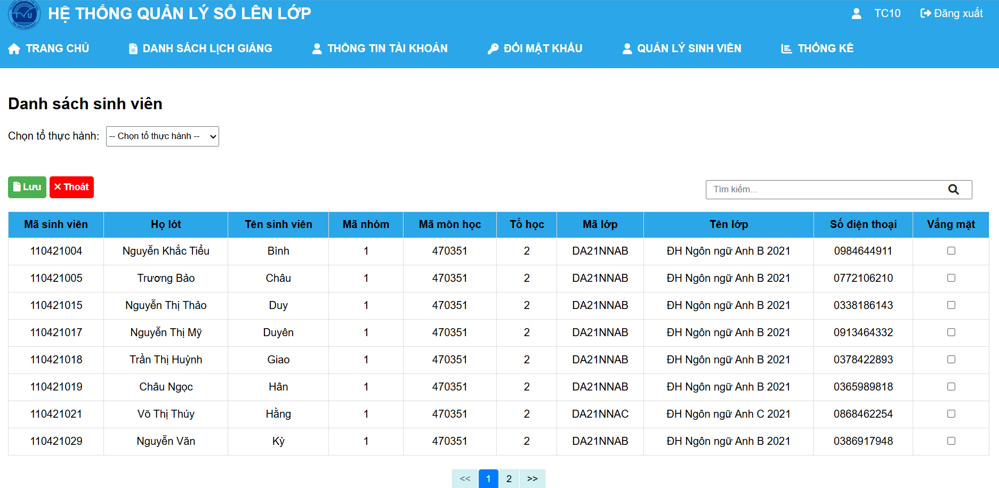 HỆ THỐNG QUẢN LÝ SỔ LÊN LỚP
TC10 Đăng xuất
TRANG CHỦ DANH SÁCH LỊCH GIẢNG THÔNG TIN TÀI KHOẢN ĐỔI MẬT KHẨU QUẢN LÝ SINH VIÊN THỐNG KÊ
Danh sách sinh viên
Chọn tổ thực hành: -- Chọn tổ thực hành --
Lưu Thoát Tìm kiếm...
Mã sinh viên Họ lót Tên sinh viên Mã nhóm Mã môn học Tổ học Mã lớp Tên lớp Số điện thoại Vắng mặt
110421004 Nguyễn Khắc Tiểu Bình 1 470351 2 DA21NNAB ĐH Ngôn ngữ Anh B 2021 0984644911
110421005 Trương Bảo Châu 1 470351 2 DA21NNAB ĐH Ngôn ngữ Anh B 2021 0772106210
110421015 Nguyễn Thị Thảo Duy 1 470351 2 DA21NNAB ĐH Ngôn ngữ Anh B 2021 0338186143
110421017 Nguyễn Thị Mỹ Duyên 1 470351 2 DA21NNAB ĐH Ngôn ngữ Anh B 2021 0913464332
110421018 Trần Thị Huỳnh Giao 1 470351 2 DA21NNAB ĐH Ngôn ngữ Anh B 2021 0378422893
110421019 Châu Ngọc Hân 1 470351 2 DA21NNAB ĐH Ngôn ngữ Anh B 2021 0365989818
110421021 Võ Thị Thúy Hằng 1 470351 2 DA21NNAC ĐH Ngôn ngữ Anh C 2021 0868462254
110421029 Nguyễn Văn Kỳ 1 470351 2 DA21NNAB ĐH Ngôn ngữ Anh B 2021 0386917948
<< 1 2 >>